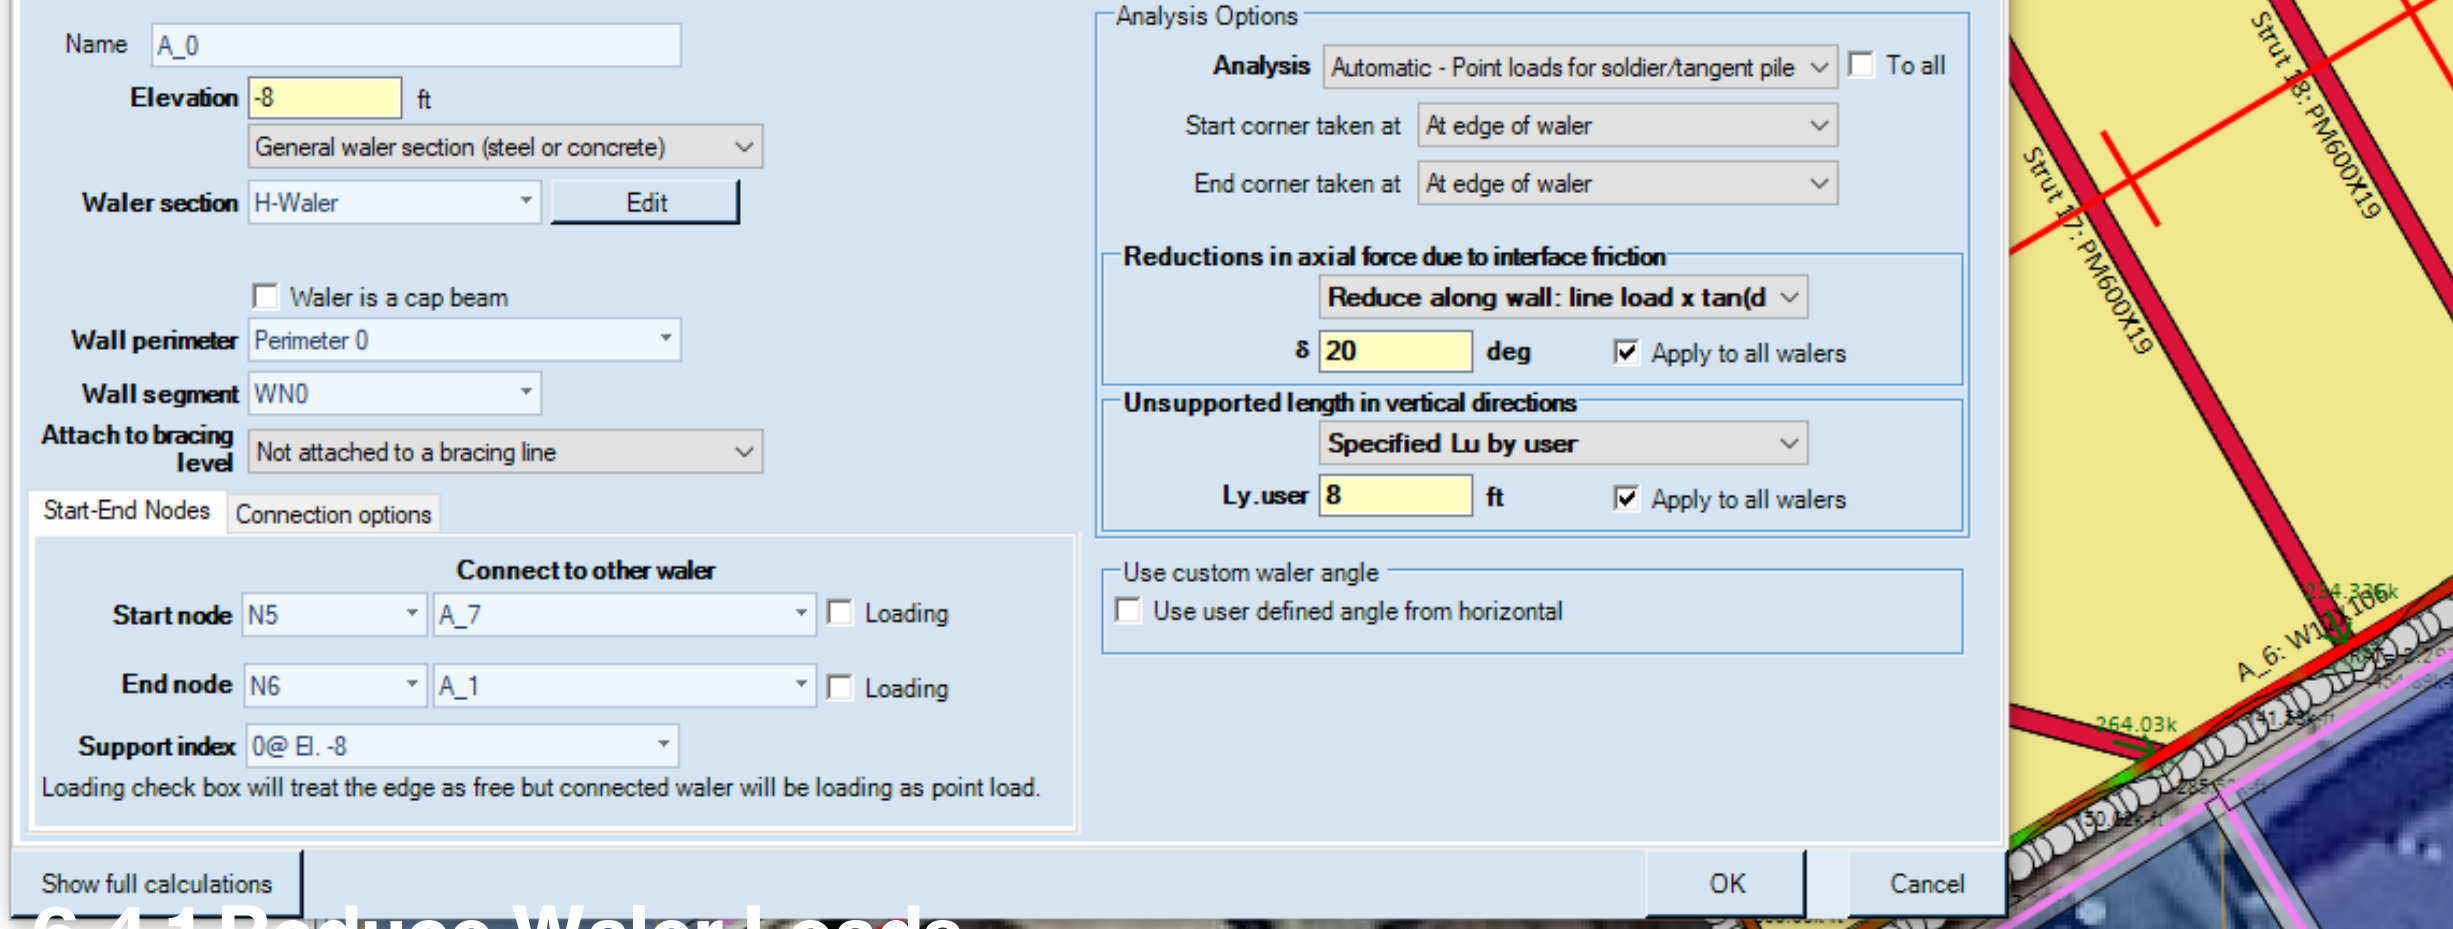 Name A_0
Elevation -8 ft
General waler section (steel or concrete)
Waler section H-Waler Edit
Waler is a cap beam
Wall perimeter Perimeter 0
Wall segment WN0
Attach to bracing
level
Not attached to a bracing line
Start-End Nodes Connection options
Connect to other waler
Start node N5 A_7 Loading
End node N6 A_1 Loading
Support index 0@ El. -8
Loading check box will treat the edge as free but connected waler will be loading as point load.
Show full calculations
Analysis Options
Analysis Automatic - Point loads for soldier/tangent pile To all
Start corner taken at At edge of waler
End corner taken at At edge of waler
Reductions in axial force due to interface friction
Reduce along wall: line load x tan(d
δ 20 deg Apply to all walers
Unsupported length in vertical directions
Specified Lu by user
Ly.user 8 ft Apply to all walers
Use custom waler angle
Use user defined angle from horizontal
OK Cancel
Strut 18: PM600X19
Strut 17: PM600X19
A_6: W12X106
264.03k
6.4.1 Reduce Waler Loads